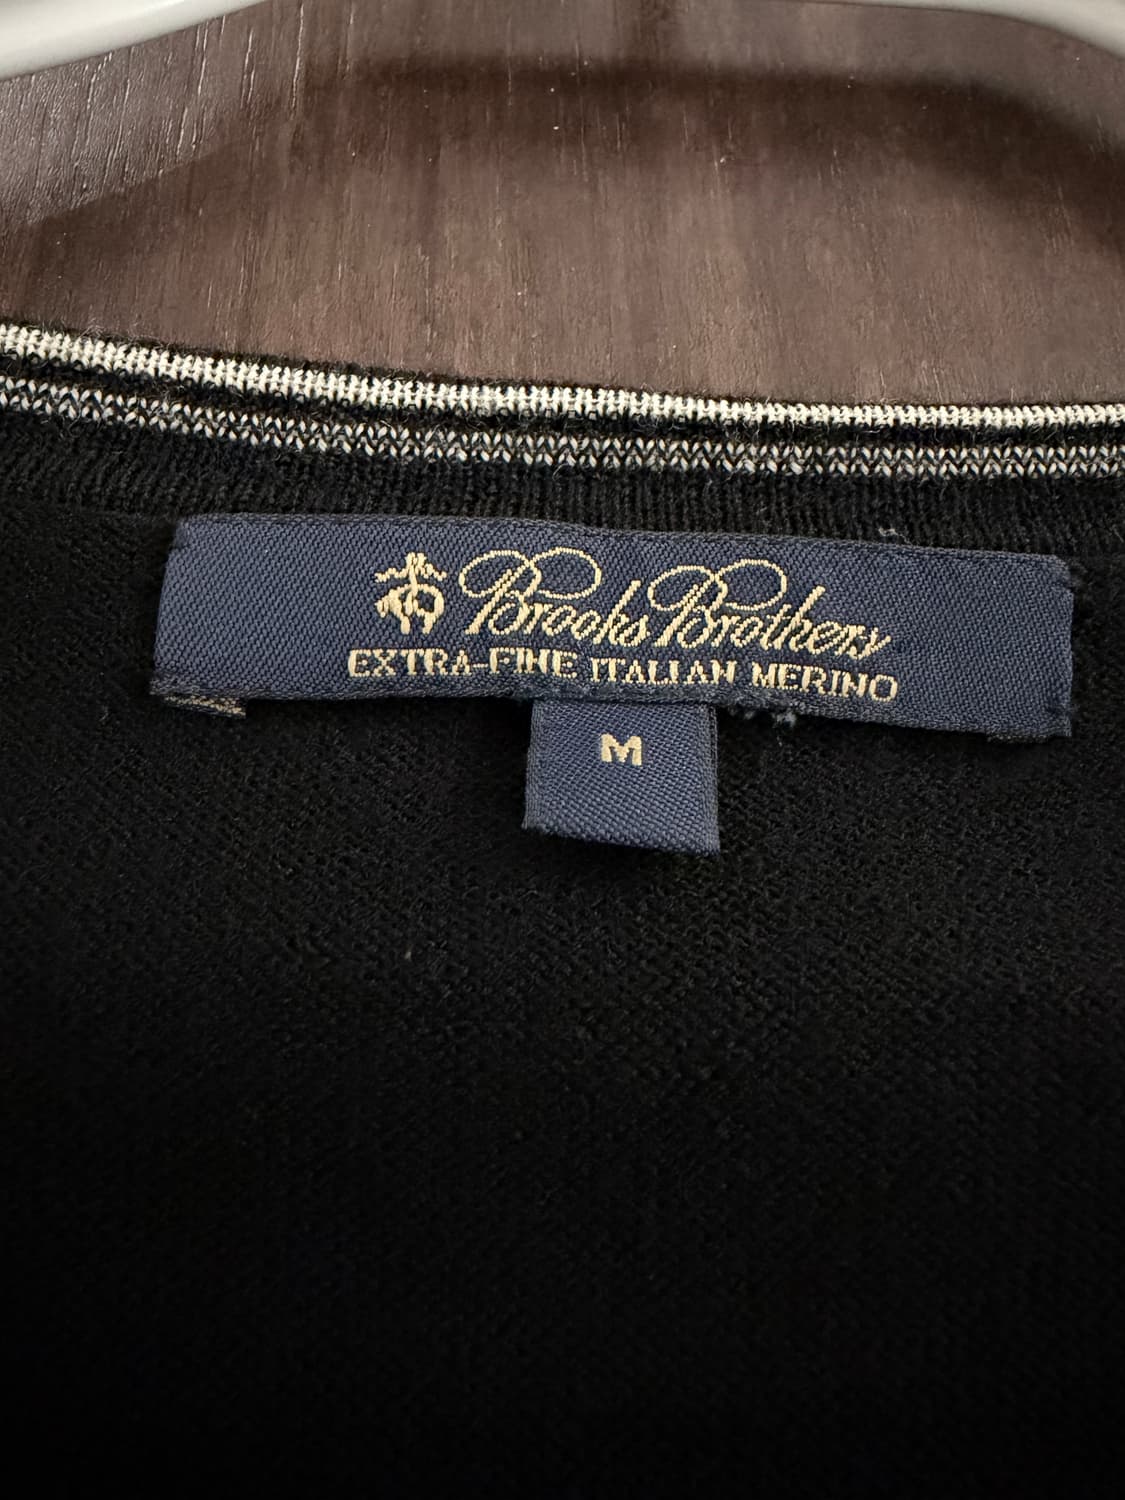 Brooks Brothers
EXTRA-FINE ITALIAN MERINO
M